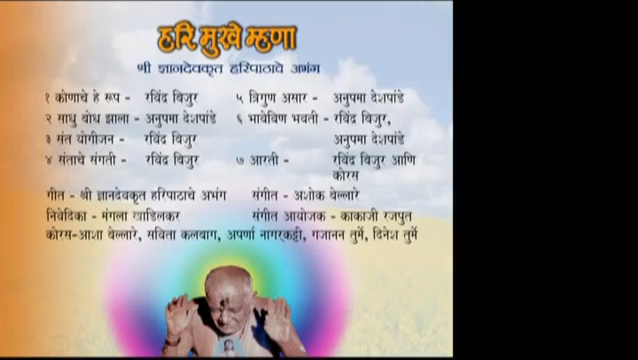 हरि मुखे म्हणा
श्री ज्ञानदेवकृत हरिपाठाचे अभंग
१ कोणाचे हे रूप - रविंद्र बिजुर
२ साधु बोध झाला - अनुपमा देशपांडे
३ संत योगीजन - रविंद्र बिजुर
४ संताचे संगती - रविंद्र बिजुर
५ त्रिगुण असार - अनुपमा देशपांडे
६ भावेविण भवती - रविंद्र बिजुर,
अनुपमा देशपांडे
७ आरती - रविंद्र बिजुर आणि
कोरस
गीत - श्री ज्ञानदेवकृत हरिपाठाचे अभंग संगीत - अशोक बेल्लारे
निवेदिका - मंगला खाडिलकर संगीत आयोजक - काकाजी रजपुत
कोरस-आशा बेल्लारे, सविता कलबाग, अपर्णा नागरकट्टी, गजानन तुर्मे, दिनेश तुर्मे